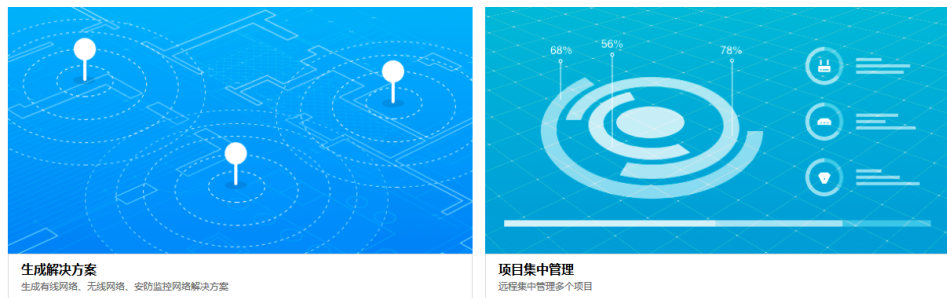 68%
56%
78%
生成解决方案
生成有线网络、无线网络、安防监控网络解决方案
项目集中管理
远程集中管理多个项目